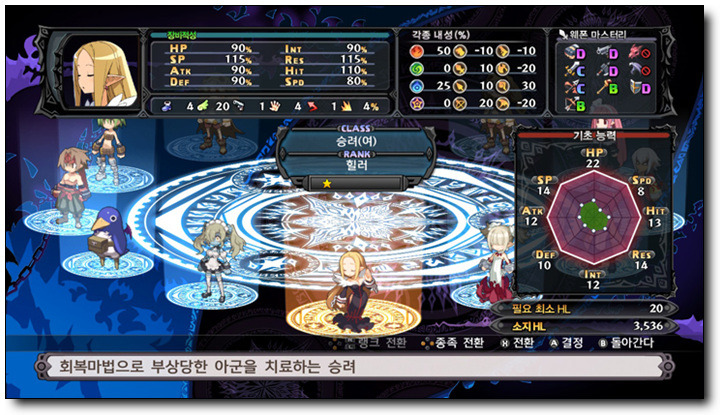 장비적성
HP 90% INT 90%
SP 115% RES 115%
ATK 90% HIT 110%
DEF 90% SPD 80%
4 20 1 4 1 4%
각종 내성(%)
50 -10 -10
0 10 -20
25 10 30
0 20 -20
웨폰 마스터리
D D
C D
C B D
B
CLASS
승려(여)
RANK
힐러
기초 능력
HP
22
SP
14
SPD
8
ATK
12
HIT
13
DEF
10
RES
14
INT
12
필요 최소 HL 20
소지 HL 3,536
랭크 전환 종족 전환 H 전환 A 결정 B 돌아간다
회복마법으로 부상당한 아군을 치료하는 승려